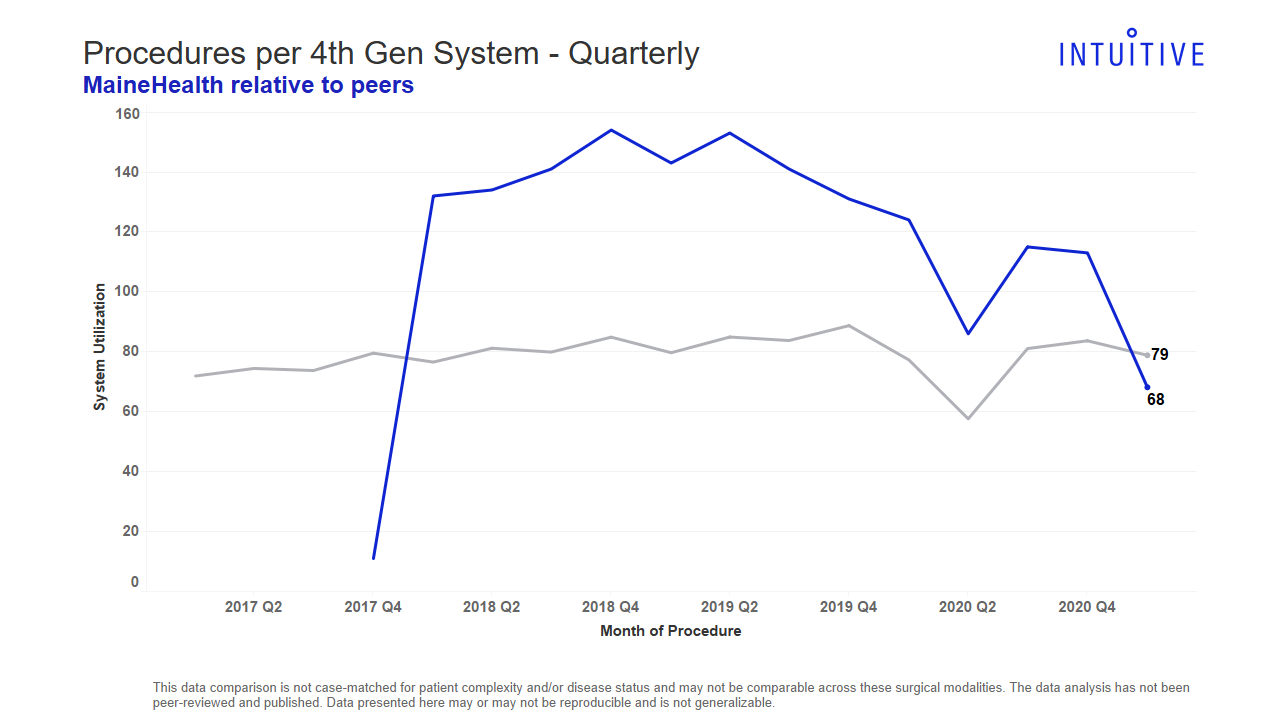 Procedures per 4th Gen System - Quarterly
INTUITIVE
MaineHealth relative to peers
160
140
120
100
80
60
40
20
0
System Utilization
79
68
2017 Q2
2017 Q4
2018 Q2
2018 Q4
2019 Q2
2019 Q4
2020 Q2
2020 Q4
Month of Procedure
This data comparison is not case-matched for patient complexity and/or disease status and may not be comparable across these surgical modalities. The data analysis has not been
peer-reviewed and published. Data presented here may or may not be reproducible and is not generalizable.